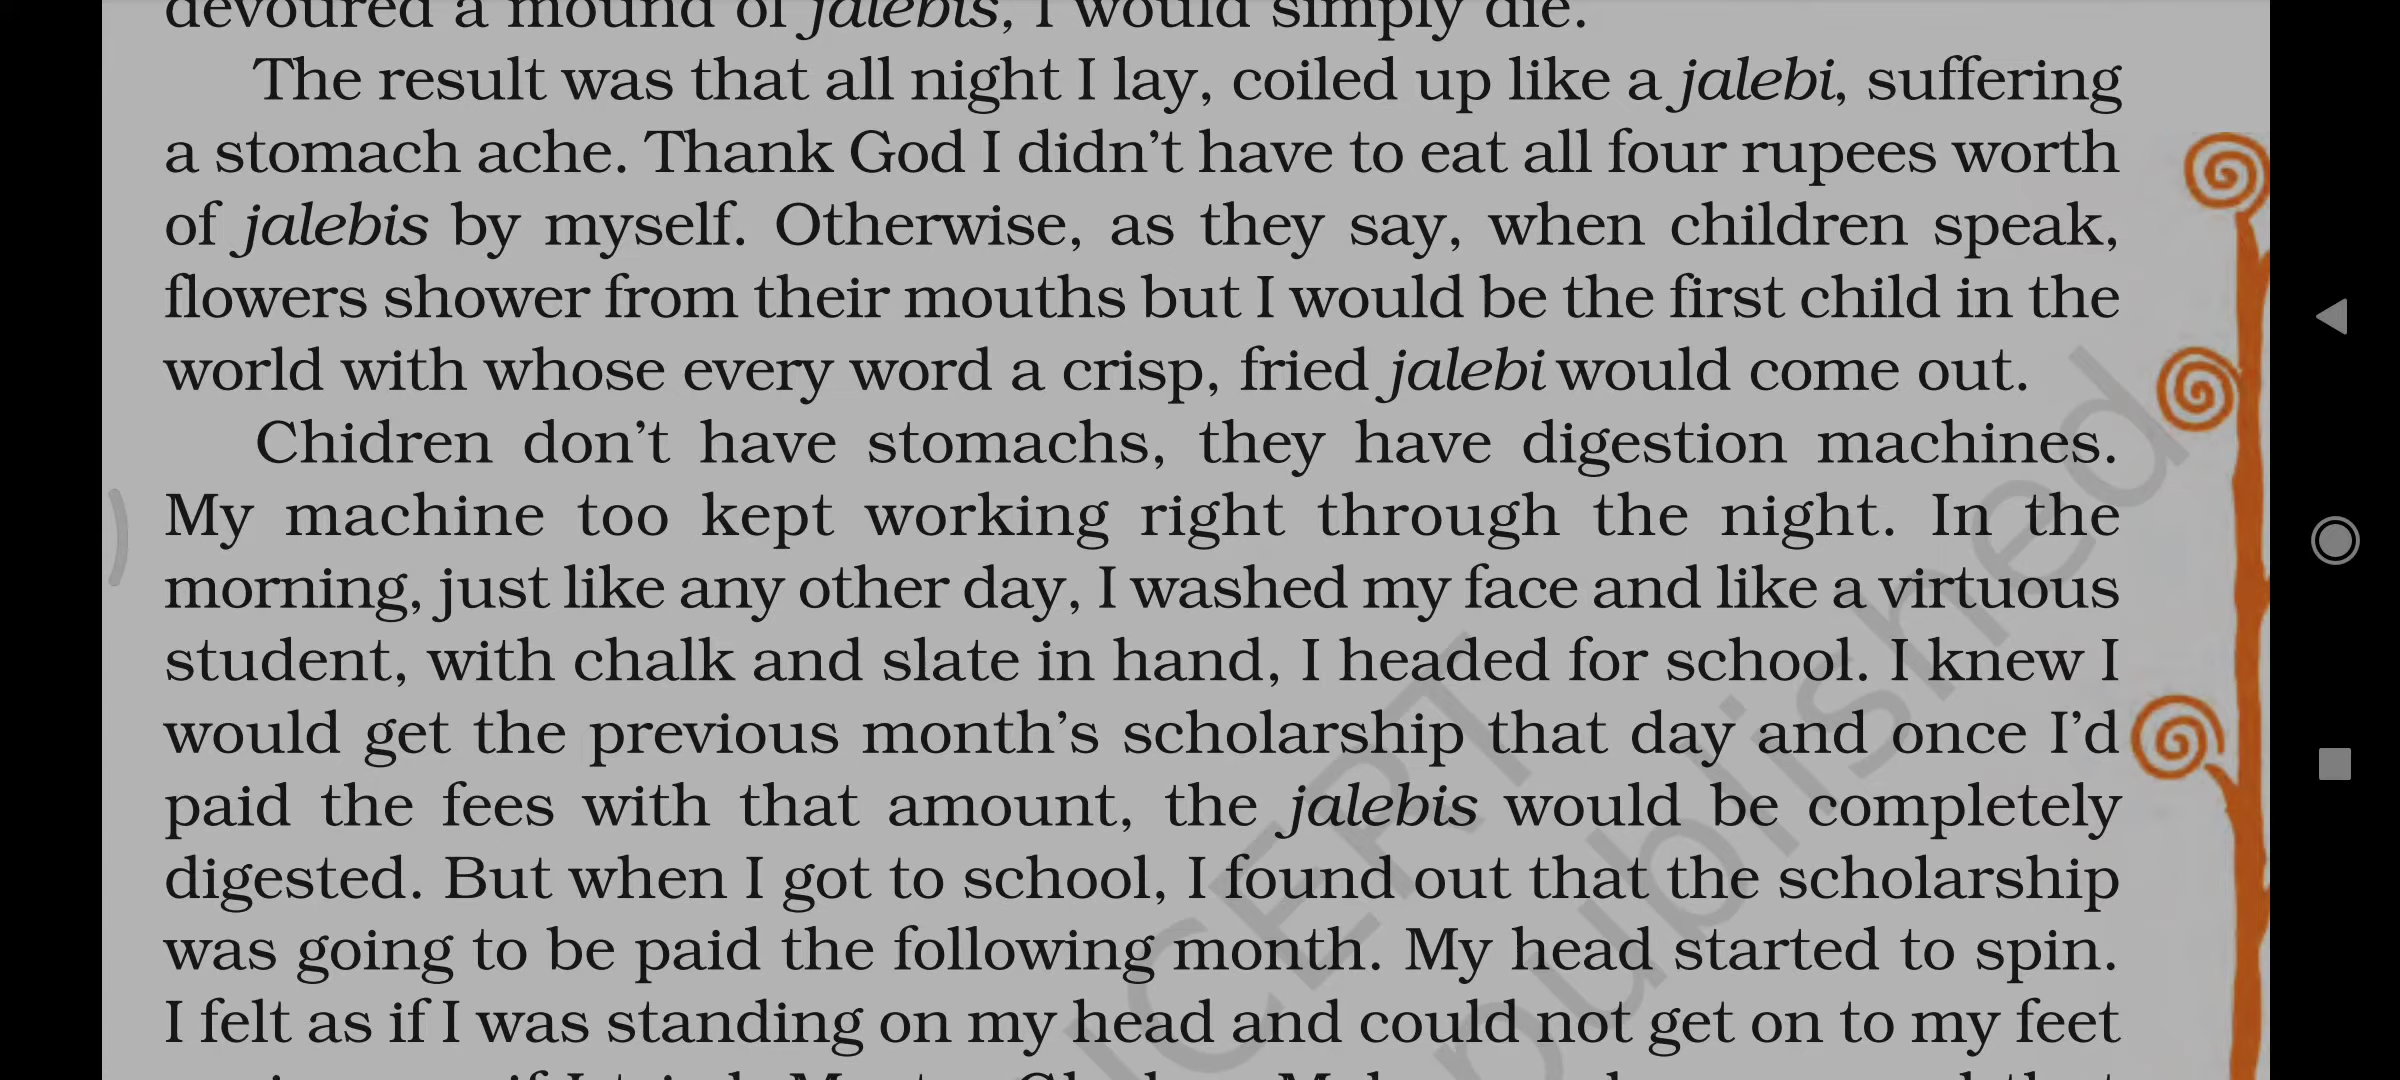 devoured a mound of jalebis, I would simply die.
The result was that all night I lay, coiled up like a jalebi, suffering
a stomach ache. Thank God I didn't have to eat all four rupees worth
of jalebis by myself. Otherwise, as they say, when children speak,
flowers shower from their mouths but I would be the first child in the
world with whose every word a crisp, fried jalebi would come out.
Chidren don't have stomachs, they have digestion machines.
My machine too kept working right through the night. In the
morning, just like any other day, I washed my face and like a virtuous
student, with chalk and slate in hand, I headed for school. I knew I
would get the previous month's scholarship that day and once I'd
paid the fees with that amount, the jalebis would be completely
digested. But when I got to school, I found out that the scholarship
was going to be paid the following month. My head started to spin.
I felt as if I was standing on my head and could not get on to my feet